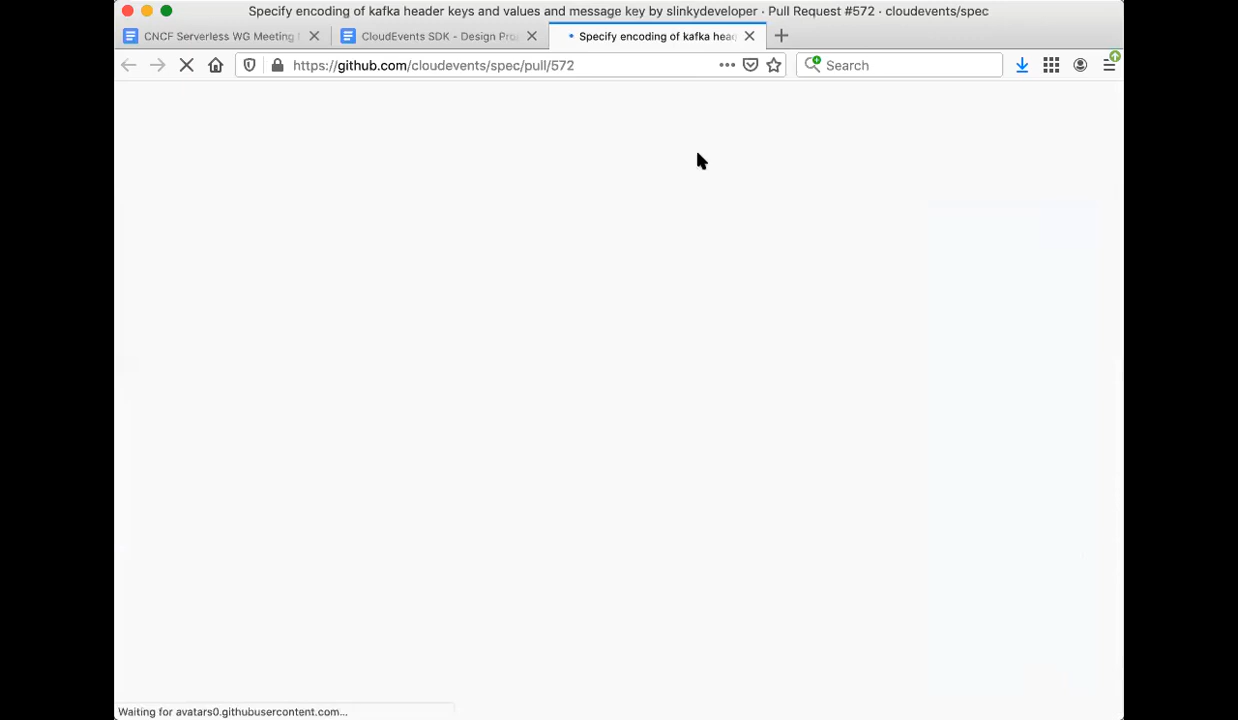 Specify encoding of kafka header keys and values and message key by slinkydeveloper · Pull Request #572 · cloudevents/spec
CNCF Serverless WG Meeting
CloudEvents SDK - Design Pro
Specify encoding of kafka head
https://github.com/cloudevents/spec/pull/572
Search
Waiting for avatars0.githubusercontent.com...